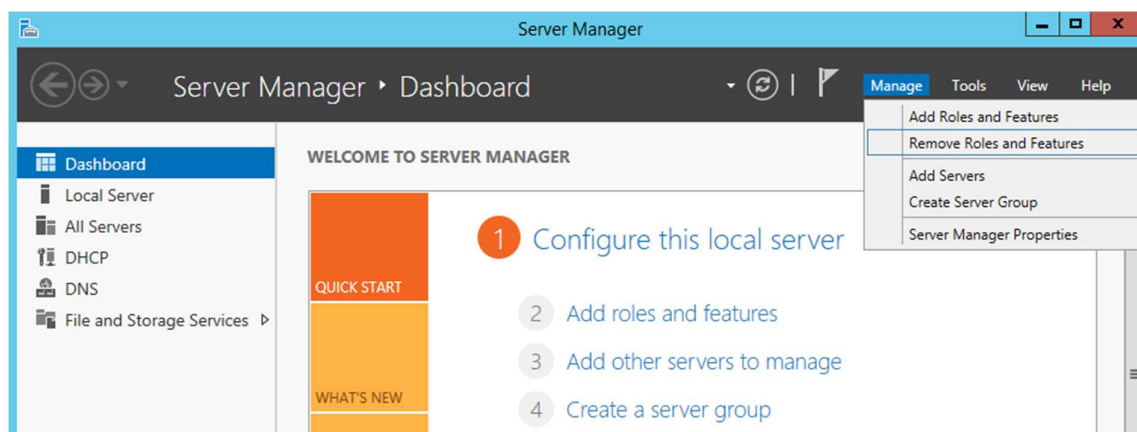 Server Manager
Server Manager • Dashboard
Manage Tools View Help
Add Roles and Features
Remove Roles and Features
Add Servers
Create Server Group
Server Manager Properties
Dashboard
Local Server
All Servers
DHCP
DNS
File and Storage Services
WELCOME TO SERVER MANAGER
QUICK START
WHAT'S NEW
1 Configure this local server
2 Add roles and features
3 Add other servers to manage
4 Create a server group